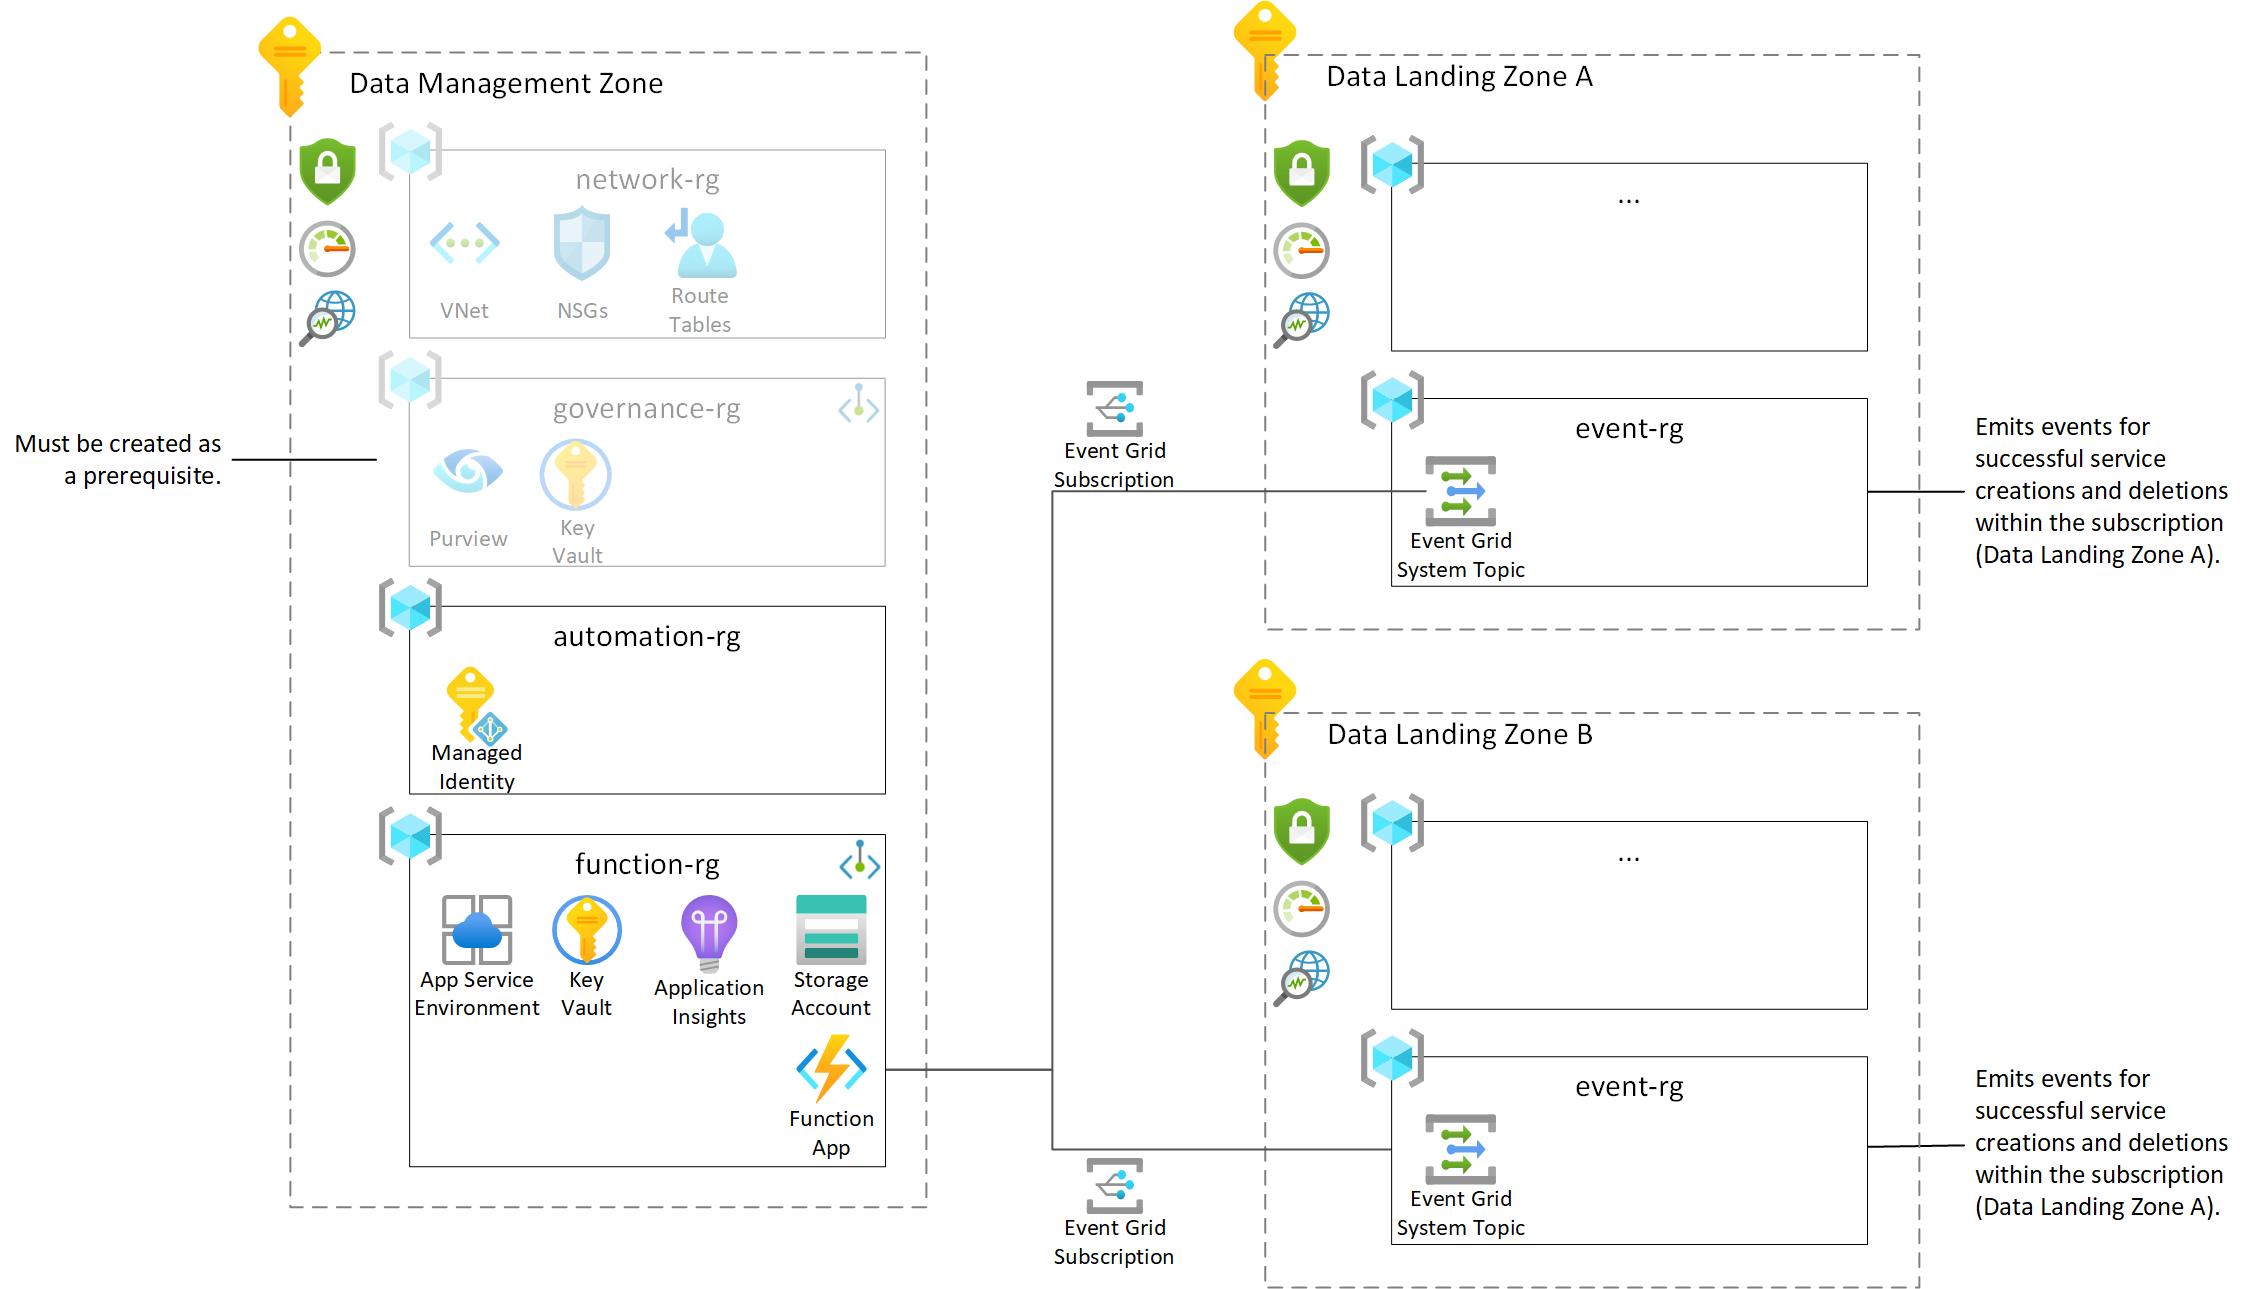 Data Management Zone
network-rg
VNet
NSGs
Route
Tables
governance-rg
Purview
Key
Vault
Must be created as
a prerequisite.
automation-rg
Managed
Identity
function-rg
App Service
Environment
Key
Vault
Application
Insights
Storage
Account
Function
App
Event Grid
Subscription
Event Grid
Subscription
Data Landing Zone A
...
event-rg
Event Grid
System Topic
Emits events for
successful service
creations and deletions
within the subscription
(Data Landing Zone A).
Data Landing Zone B
...
event-rg
Event Grid
System Topic
Emits events for
successful service
creations and deletions
within the subscription
(Data Landing Zone A).